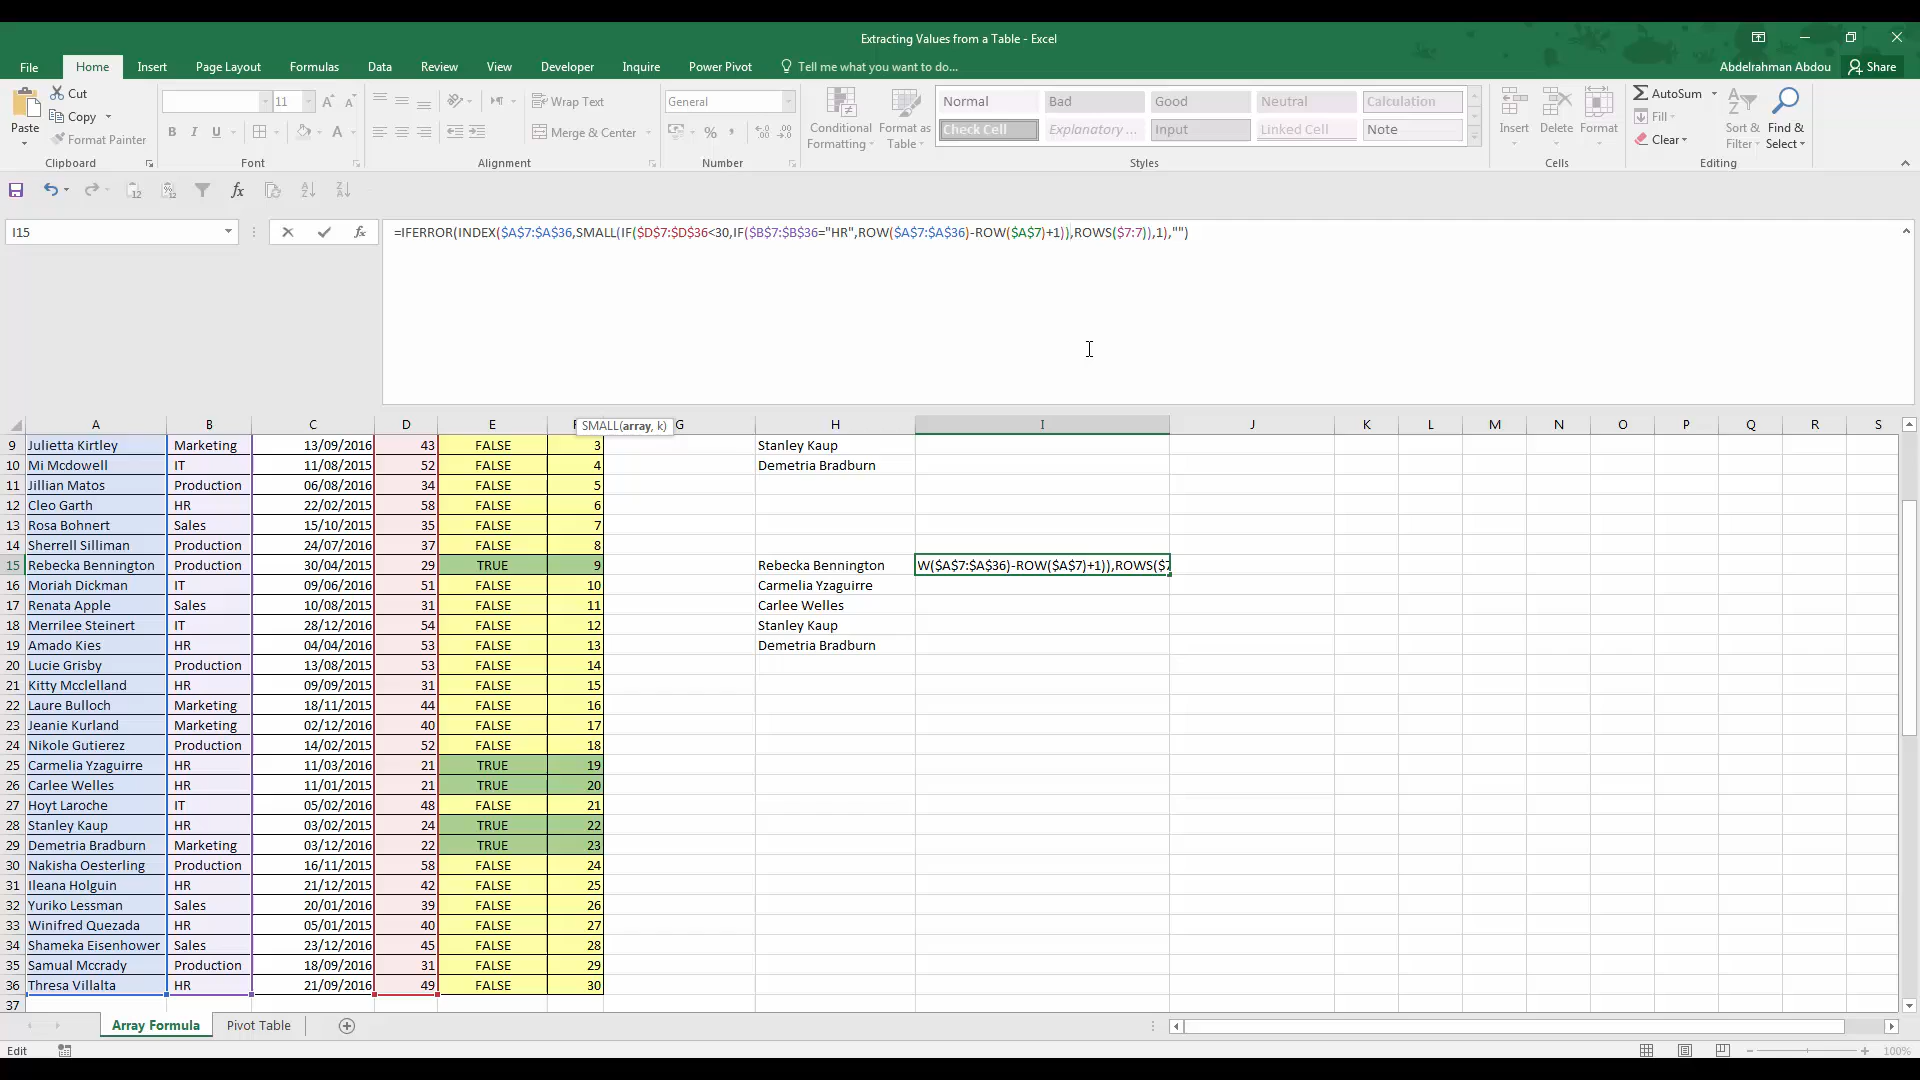 Extracting Values from a Table - Excel
File Home Insert Page Layout Formulas Data Review View Developer Inquire Power Pivot Tell me what you want to do... Abdelrahman Abdou Share
Paste Cut Copy Format Painter
Clipboard
11
B I U A
Font
Wrap Text
Merge & Center
Alignment
General
%
Number
Conditional Formatting
Format as Table
Normal Bad Good Neutral Calculation
Check Cell Explanatory ... Input Linked Cell Note
Styles
Insert Delete Format
Cells
AutoSum
Fill
Clear
Sort & Filter
Find & Select
Editing
I15
=IFERROR(INDEX($A$7:$A$36,SMALL(IF($D$7:$D$36<30,IF($B$7:$B$36="HR",ROW($A$7:$A$36)-ROW($A$7)+1)),ROWS($7:7)),1),"")
SMALL(array, k)
A B C D E F G H I J K L M N O P Q R S
9 Julietta Kirtley Marketing 13/09/2016 43 FALSE 3 Stanley Kaup
10 Mi Mcdowell IT 11/08/2015 52 FALSE 4 Demetria Bradburn
11 Jillian Matos Production 06/08/2016 34 FALSE 5
12 Cleo Garth HR 22/02/2015 58 FALSE 6
13 Rosa Bohnert Sales 15/10/2015 35 FALSE 7
14 Sherrell Silliman Production 24/07/2016 37 FALSE 8
15 Rebecka Bennington Production 30/04/2015 29 TRUE 9 Rebecka Bennington W($A$7:$A$36)-ROW($A$7)+1)),ROWS($7
16 Moriah Dickman IT 09/06/2016 51 FALSE 10 Carmelia Yzaguirre
17 Renata Apple Sales 10/08/2015 31 FALSE 11 Carlee Welles
18 Merrilee Steinert IT 28/12/2016 54 FALSE 12 Stanley Kaup
19 Amado Kies HR 04/04/2016 53 FALSE 13 Demetria Bradburn
20 Lucie Grisby Production 13/08/2015 53 FALSE 14
21 Kitty Mcclelland HR 09/09/2015 31 FALSE 15
22 Laure Bulloch Marketing 18/11/2015 44 FALSE 16
23 Jeanie Kurland Marketing 02/12/2016 40 FALSE 17
24 Nikole Gutierez Production 14/02/2015 52 FALSE 18
25 Carmelia Yzaguirre HR 11/03/2016 21 TRUE 19
26 Carlee Welles HR 11/01/2015 21 TRUE 20
27 Hoyt Laroche IT 05/02/2016 48 FALSE 21
28 Stanley Kaup HR 03/02/2015 24 TRUE 22
29 Demetria Bradburn Marketing 03/12/2016 22 TRUE 23
30 Nakisha Oesterling Production 16/11/2015 58 FALSE 24
31 Ileana Holguin HR 21/12/2015 42 FALSE 25
32 Yuriko Lessman Sales 20/01/2016 39 FALSE 26
33 Winifred Quezada HR 05/01/2015 40 FALSE 27
34 Shameka Eisenhower Sales 23/12/2016 45 FALSE 28
35 Samual Mccrady Production 18/09/2016 31 FALSE 29
36 Thresa Villalta HR 21/09/2016 49 FALSE 30
37
Array Formula Pivot Table
Edit 100%